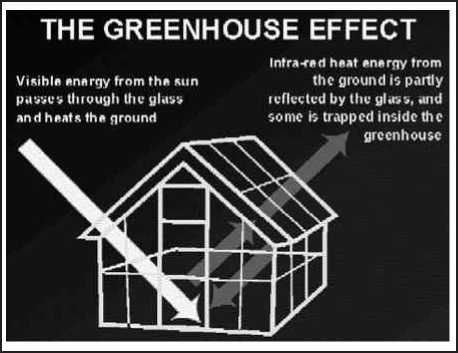 THE GREENHOUSE EFFECT
Visible energy from the sun
passes through the glass
and heats the ground
Infra-red heat energy from
the ground is partly
reflected by the glass, and
some is trapped inside the
greenhouse